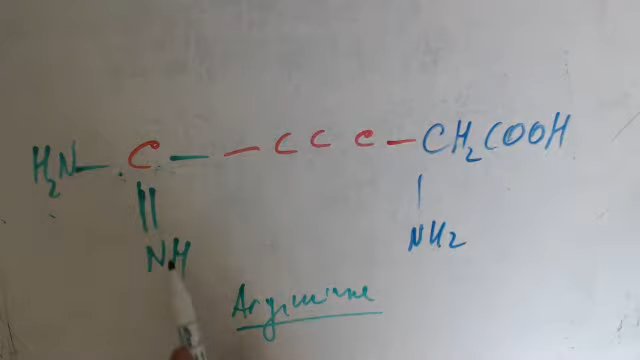 H₂N — C — — C C C — CH₂COOH
||
NH
|
NH₂
Arginine